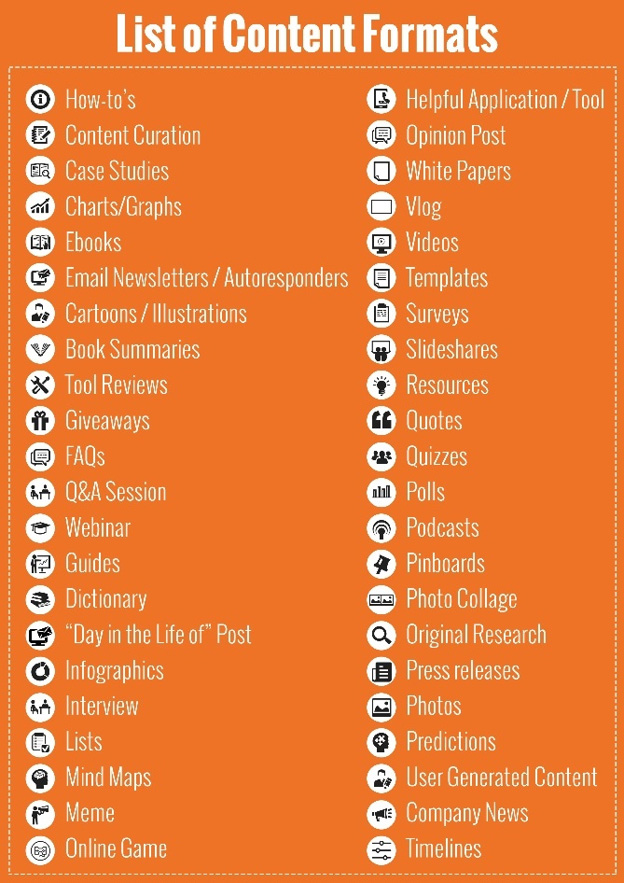 List of Content Formats
How-to's
Content Curation
Case Studies
Charts/Graphs
Ebooks
Email Newsletters / Autoresponders
Cartoons / Illustrations
Book Summaries
Tool Reviews
Giveaways
FAQs
Q&A Session
Webinar
Guides
Dictionary
“Day in the Life of” Post
Infographics
Interview
Lists
Mind Maps
Meme
Online Game
Helpful Application / Tool
Opinion Post
White Papers
Vlog
Videos
Templates
Surveys
Slideshares
Resources
Quotes
Quizzes
Polls
Podcasts
Pinboards
Photo Collage
Original Research
Press releases
Photos
Predictions
User Generated Content
Company News
Timelines